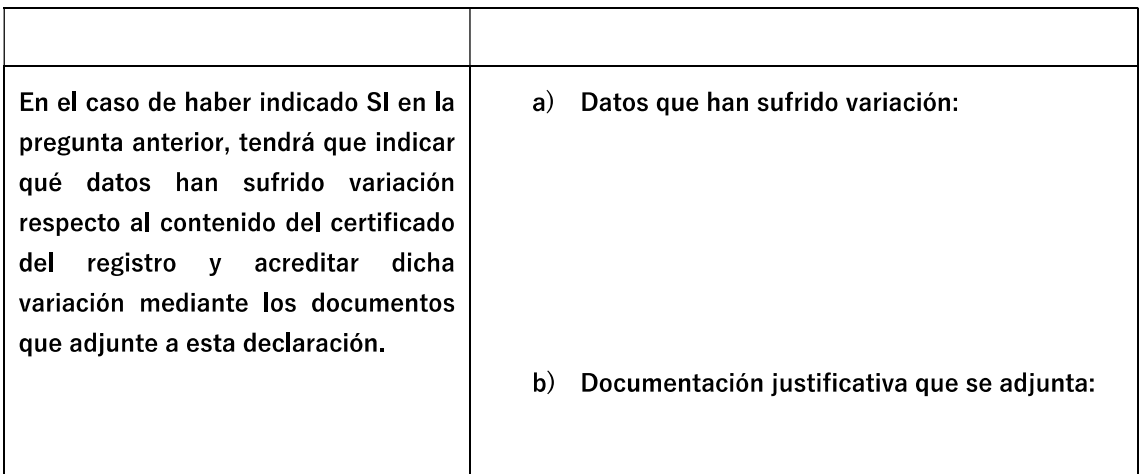 En el caso de haber indicado SI en la
pregunta anterior, tendrá que indicar
qué datos han sufrido variación
respecto al contenido del certificado
del registro y acreditar dicha
variación mediante los documentos
que adjunte a esta declaración.
a) Datos que han sufrido variación:
b) Documentación justificativa que se adjunta: